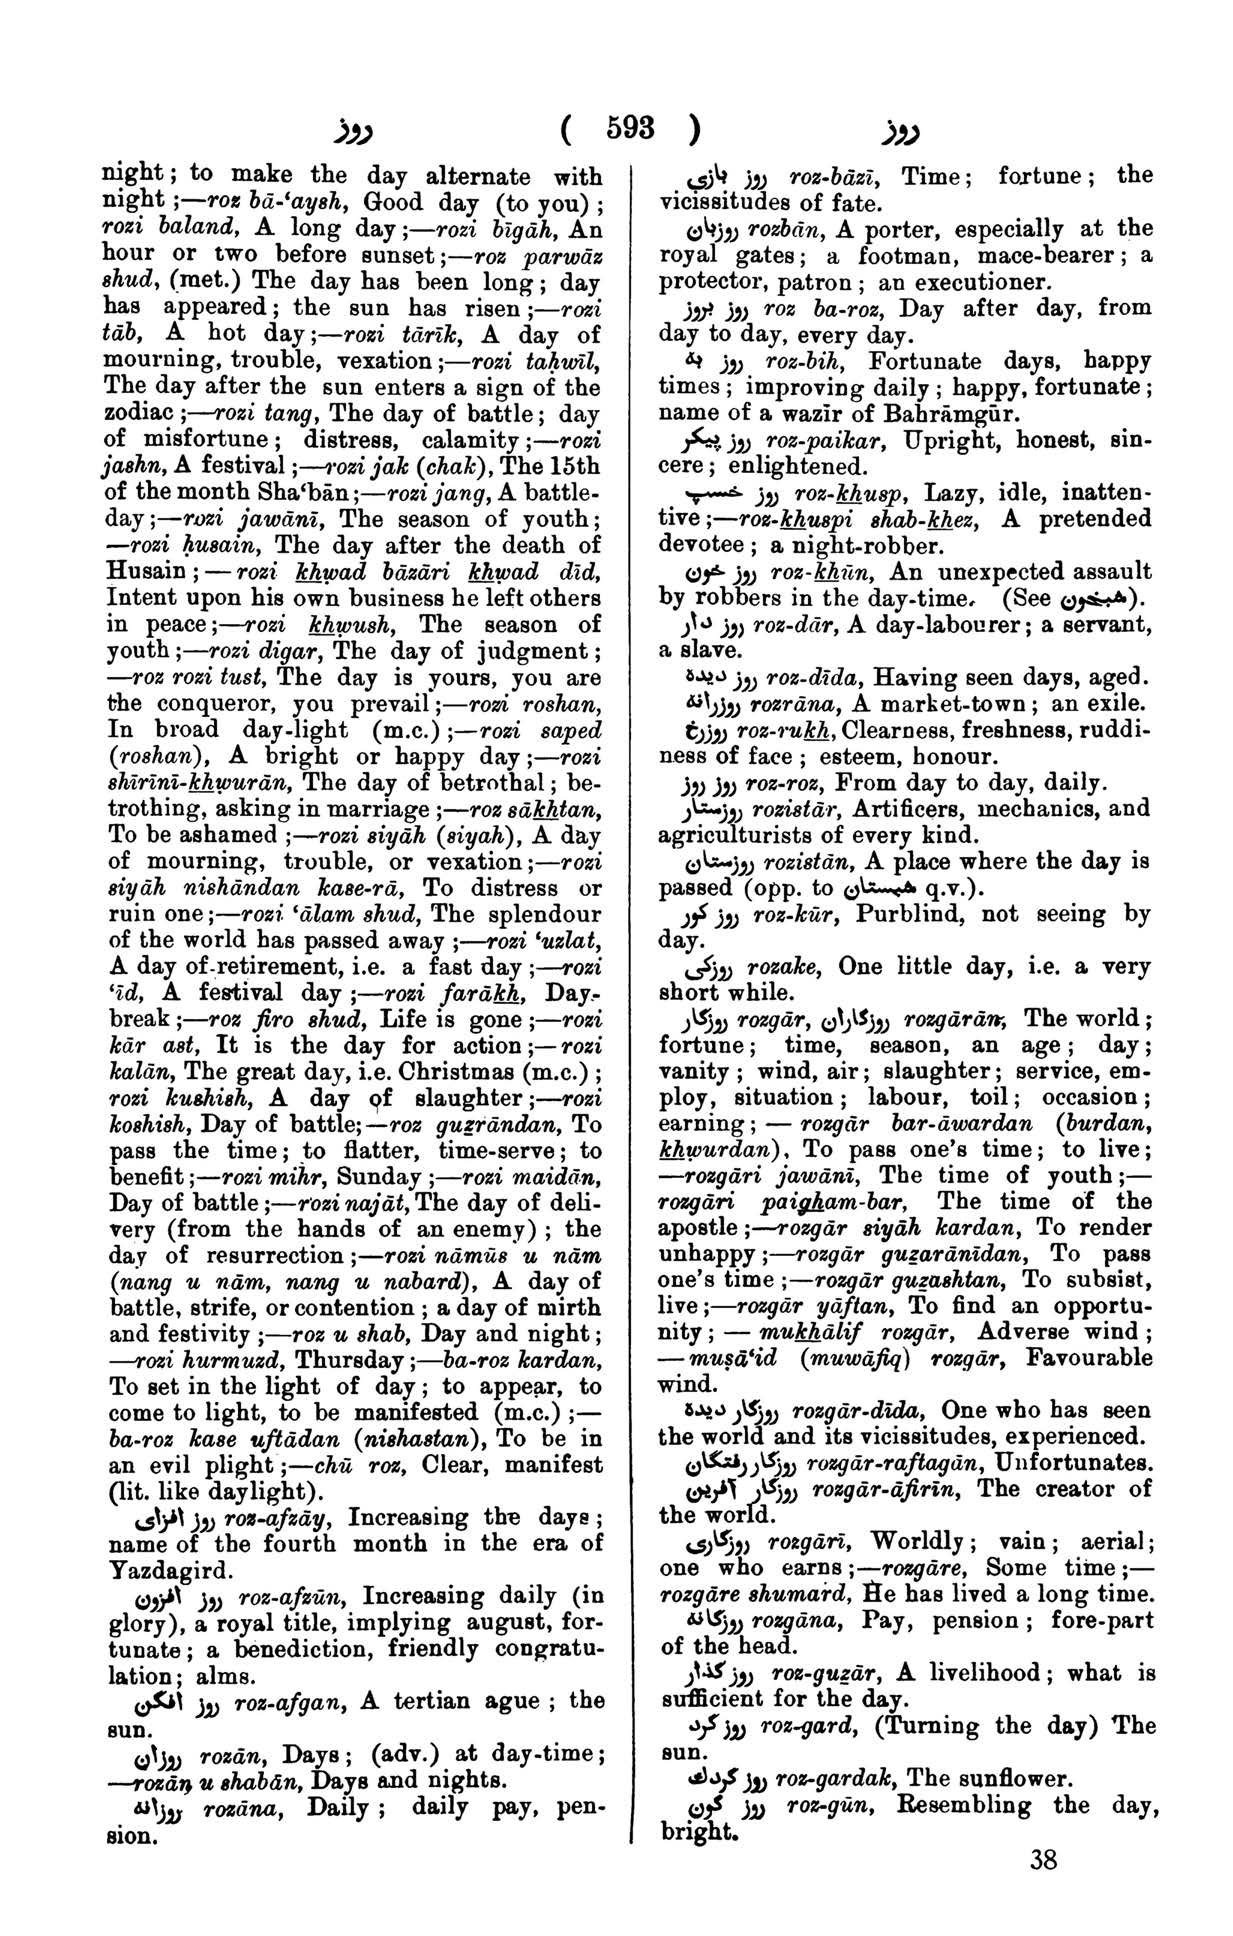 روز ( 593 ) روز
night; to make the day alternate with
night;—roz bā-‘aysh, Good day (to you);
rozi baland, A long day;—rozi bīgāh, An
hour or two before sunset;—roz parwāz
shud, (met.) The day has been long; day
has appeared; the sun has risen;—rozi
tāb, A hot day;—rozi tārīk, A day of
mourning, trouble, vexation;—rozi taḥwīl,
The day after the sun enters a sign of the
zodiac;—rozi tang, The day of battle; day
of misfortune; distress, calamity;—rozi
jashn, A festival;—rozi jak (chak), The 15th
of the month Sha‘bān;—rozi jang, A battle-
day;—rozi jawānī, The season of youth;
—rozi ḥusain, The day after the death of
Husain;—rozi khẉad bāzāri khẉad dīd,
Intent upon his own business he left others
in peace;—rozi khẉush, The season of
youth;—rozi digar, The day of judgment;
—roz rozi tust, The day is yours, you are
the conqueror, you prevail;—rozi roshan,
In broad day-light (m.c.);—rozi saped
(roshan), A bright or happy day;—rozi
shīrīnī-khẉurān, The day of betrothal; be-
trothing, asking in marriage;—roz sākhtan,
To be ashamed;—rozi siyāh (siyah), A day
of mourning, trouble, or vexation;—rozi
siyāh nishāndan kase-rā, To distress or
ruin one;—rozi ‘ālam shud, The splendour
of the world has passed away;—rozi ‘uzlat,
A day of retirement, i.e. a fast day;—rozi
‘īd, A festival day;—rozi farākh, Day-
break;—roz firo shud, Life is gone;—rozi
kār ast, It is the day for action;—rozi
kalān, The great day, i.e. Christmas (m.c.);
rozi kushish, A day of slaughter;—rozi
koshish, Day of battle;—roz guẕrāndan, To
pass the time; to flatter, time-serve; to
benefit;—rozi mihr, Sunday;—rozi maidān,
Day of battle;—rozi najāt, The day of deli-
very (from the hands of an enemy); the
day of resurrection;—rozi nāmūs u nām
(nang u nām, nang u nabard), A day of
battle, strife, or contention; a day of mirth
and festivity;—roz u shab, Day and night;
—rozi hurmuzd, Thursday;—ba-roz kardan,
To set in the light of day; to appear, to
come to light, to be manifested (m.c.);—
ba-roz kase uftādan (nishastan), To be in
an evil plight;—chū roz, Clear, manifest
(lit. like daylight).
روز افزای roz-afzāy, Increasing the days;
name of the fourth month in the era of
Yazdagird.
روز افزون roz-afzūn, Increasing daily (in
glory), a royal title, implying august, for-
tunate; a benediction, friendly congratu-
lation; alms.
روز افکن roz-afgan, A tertian ague; the
sun.
روزان rozān, Days; (adv.) at day-time;
—rozān u shabān, Days and nights.
روزانه rozāna, Daily; daily pay, pen-
sion.
روز بازی roz-bāzī, Time; fortune; the
vicissitudes of fate.
روزبان rozbān, A porter, especially at the
royal gates; a footman, mace-bearer; a
protector, patron; an executioner.
روز بروز roz ba-roz, Day after day, from
day to day, every day.
روز به roz-bih, Fortunate days, happy
times; improving daily; happy, fortunate;
name of a wazīr of Bahrāmgūr.
روز پیکر roz-paikar, Upright, honest, sin-
cere; enlightened.
روز خسپ roz-khusp, Lazy, idle, inatten-
tive;—roz-khuspi shab-khez, A pretended
devotee; a night-robber.
روز خون roz-khūn, An unexpected assault
by robbers in the day-time. (See شبیخون).
روز دار roz-dār, A day-labourer; a servant,
a slave.
روز دیده roz-dīda, Having seen days, aged.
روزرانه rozrāna, A market-town; an exile.
روزرخ roz-rukh, Clearness, freshness, ruddi-
ness of face; esteem, honour.
روز روز roz-roz, From day to day, daily.
روزستار rozistār, Artificers, mechanics, and
agriculturists of every kind.
روزستان rozistān, A place where the day is
passed (opp. to شبستان q.v.).
روز کور roz-kūr, Purblind, not seeing by
day.
روزکی rozake, One little day, i.e. a very
short while.
روزگار rozgār, روزگاران rozgārān, The world;
fortune; time, season, an age; day;
vanity; wind, air; slaughter; service, em-
ploy, situation; labour, toil; occasion;
earning;—rozgār bar-āwardan (burdan,
khẉurdan), To pass one's time; to live;
—rozgāri jawānī, The time of youth;—
rozgāri paigham-bar, The time of the
apostle;—rozgār siyāh kardan, To render
unhappy;—rozgār guẕarānīdan, To pass
one's time;—rozgār guẕashtan, To subsist,
live;—rozgār yāftan, To find an opportu-
nity;—mukhālif rozgār, Adverse wind;
—muṣā‘id (muwāfiq) rozgār, Favourable
wind.
روزگار دیده rozgār-dīda, One who has seen
the world and its vicissitudes, experienced.
روزگار رفتگان rozgār-raftagān, Unfortunates.
روزگار آفرین rozgār-āfirīn, The creator of
the world.
روزگاری rozgārī, Worldly; vain; aerial;
one who earns;—rozgāre, Some time;—
rozgāre shumard, He has lived a long time.
روزگانه rozgāna, Pay, pension; fore-part
of the head.
روز گذار roz-guẕār, A livelihood; what is
sufficient for the day.
روز گرد roz-gard, (Turning the day) The
sun.
روز گردك roz-gardak, The sunflower.
روز گون roz-gūn, Resembling the day,
bright.
38